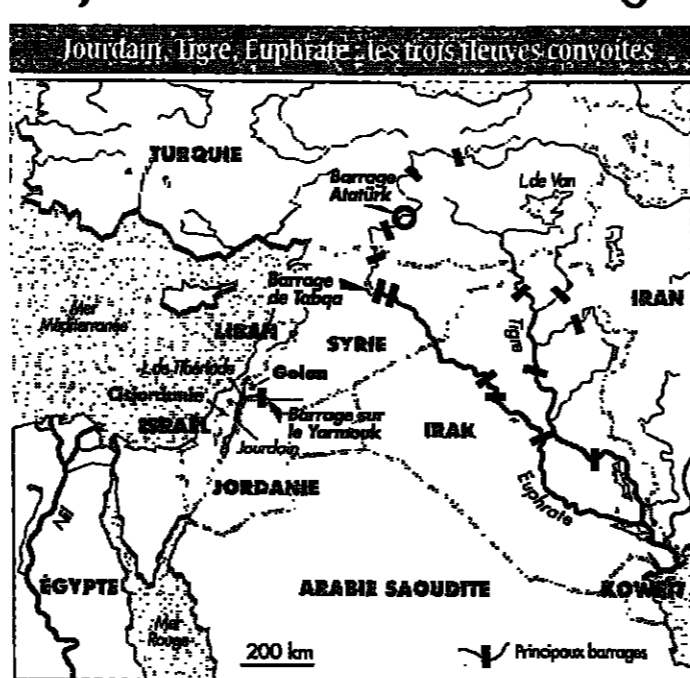 Jourdain, Tigre, Euphrate : les trois fleuves convoités
TURQUIE
Barrage
Atatürk
L. de Van
Barrage
de Tabqa
IRAN
Mer
Méditerranée
LIBAN
SYRIE
Tigre
L. de Tibériade
Golan
Cisjordanie
ISRAËL
Barrage sur
le Yarmouk
IRAK
Jourdain
JORDANIE
Euphrate
Nil
ÉGYPTE
ARABIE SAOUDITE
KOWEÏT
Mer
Rouge
200 km
Principaux barrages